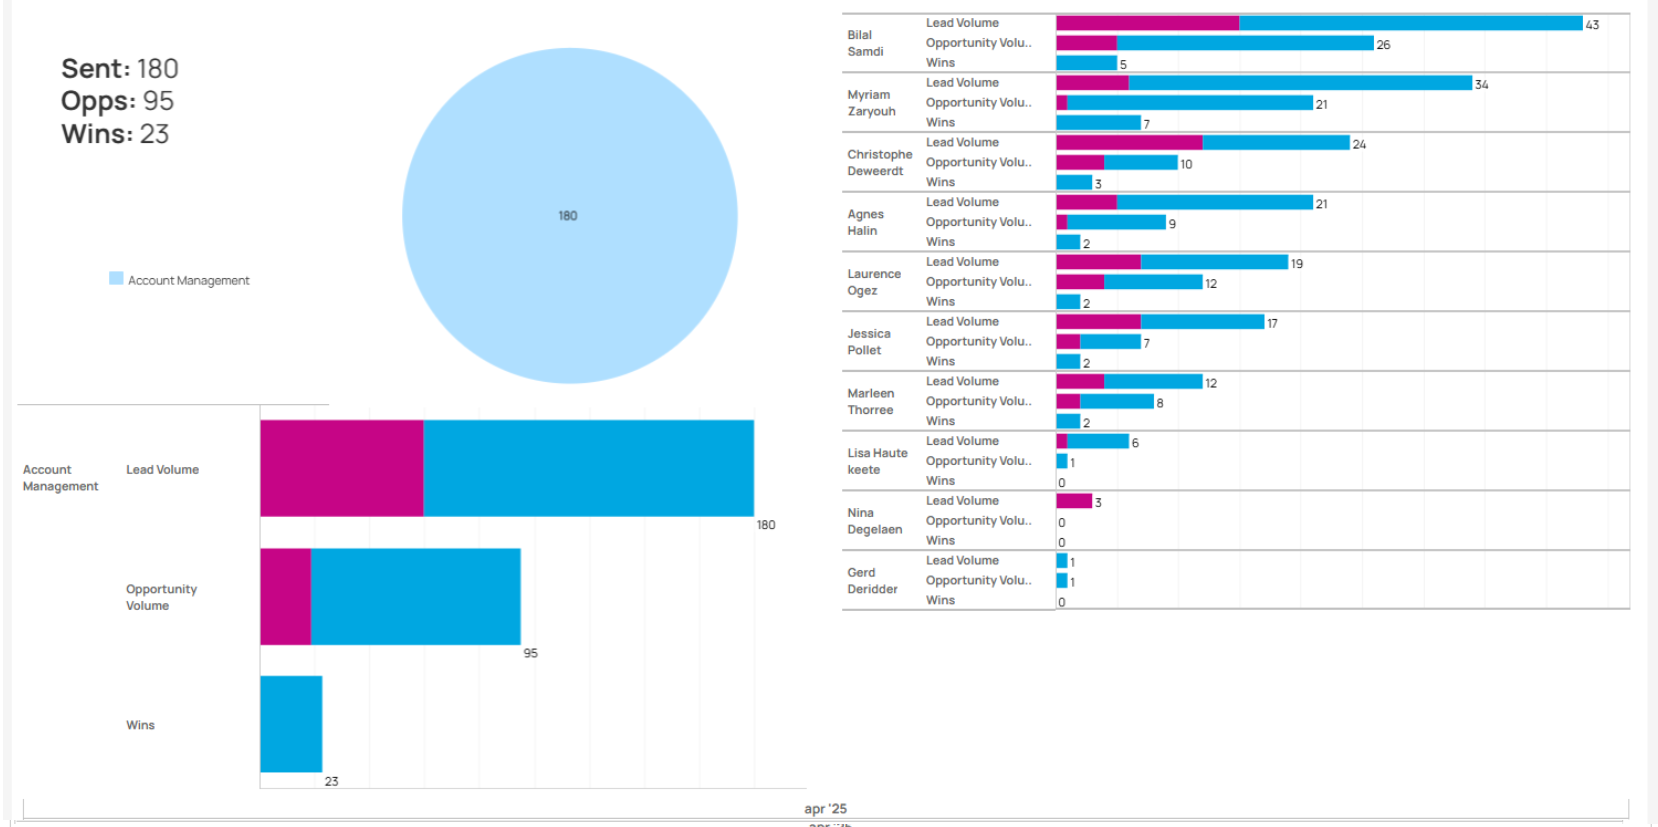 Sent: 180
Opps: 95
Wins: 23
180
Account Management
Account
Management
Lead Volume
180
Opportunity
Volume
95
Wins
23
Bilal
Samdi
Lead Volume
43
Opportunity Volu..
26
Wins
5
Myriam
Zaryouh
Lead Volume
34
Opportunity Volu..
21
Wins
7
Christophe
Deweerdt
Lead Volume
24
Opportunity Volu..
10
Wins
3
Agnes
Halin
Lead Volume
21
Opportunity Volu..
9
Wins
2
Laurence
Ogez
Lead Volume
19
Opportunity Volu..
12
Wins
2
Jessica
Pollet
Lead Volume
17
Opportunity Volu..
7
Wins
2
Marleen
Thorree
Lead Volume
12
Opportunity Volu..
8
Wins
2
Lisa Haute
keete
Lead Volume
6
Opportunity Volu..
1
Wins
0
Nina
Degelaen
Lead Volume
3
Opportunity Volu..
0
Wins
0
Gerd
Deridder
Lead Volume
1
Opportunity Volu..
1
Wins
0
apr '25